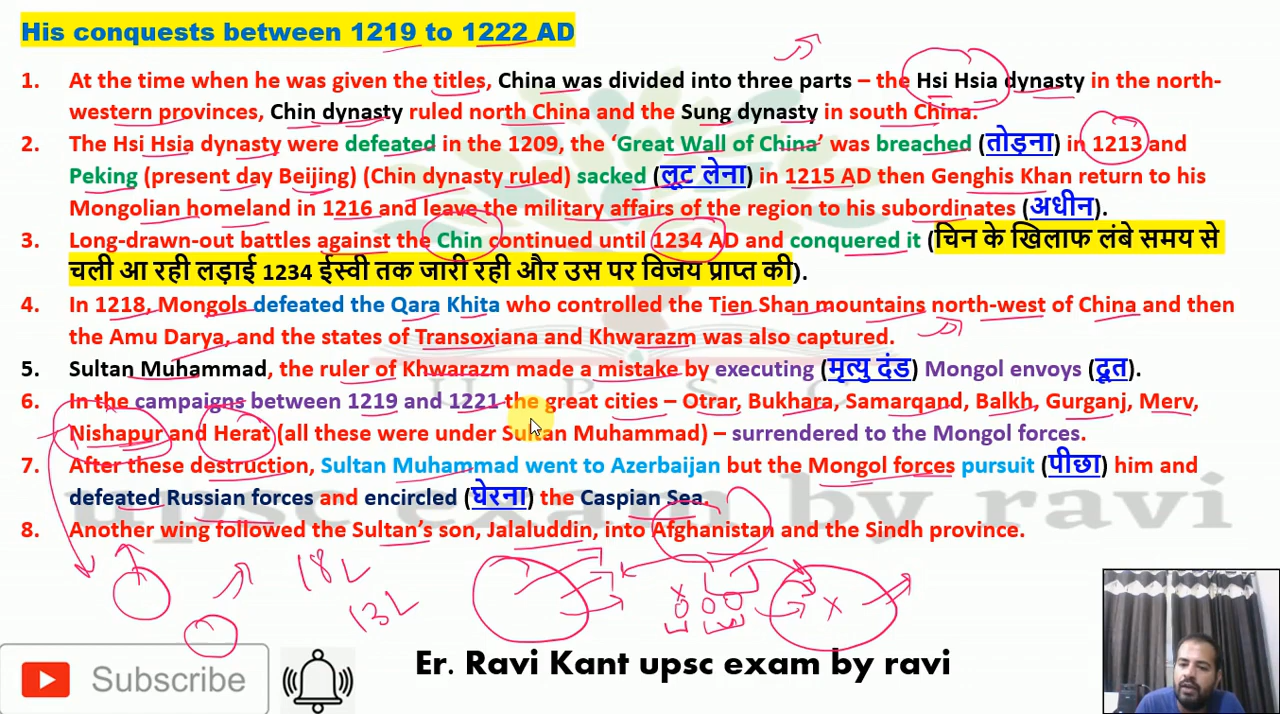 His conquests between 1219 to 1222 AD
1. At the time when he was given the titles, China was divided into three parts – the Hsi Hsia dynasty in the north-
western provinces, Chin dynasty ruled north China and the Sung dynasty in south China.
2. The Hsi Hsia dynasty were defeated in the 1209, the ‘Great Wall of China’ was breached (तोड़ना) in 1213 and
Peking (present day Beijing) (Chin dynasty ruled) sacked (लूट लेना) in 1215 AD then Genghis Khan return to his
Mongolian homeland in 1216 and leave the military affairs of the region to his subordinates (अधीन).
3. Long-drawn-out battles against the Chin continued until 1234 AD and conquered it (चिन के खिलाफ लंबे समय से
चली आ रही लड़ाई 1234 ईस्वी तक जारी रही और उस पर विजय प्राप्त की).
4. In 1218, Mongols defeated the Qara Khita who controlled the Tien Shan mountains north-west of China and then
the Amu Darya, and the states of Transoxiana and Khwarazm was also captured.
5. Sultan Muhammad, the ruler of Khwarazm made a mistake by executing (मृत्यु दंड) Mongol envoys (दूत).
6. In the campaigns between 1219 and 1221 the great cities – Otrar, Bukhara, Samarqand, Balkh, Gurganj, Merv,
Nishapur and Herat (all these were under Sultan Muhammad) – surrendered to the Mongol forces.
7. After these destruction, Sultan Muhammad went to Azerbaijan but the Mongol forces pursuit (पीछा) him and
defeated Russian forces and encircled (घेरना) the Caspian Sea.
8. Another wing followed the Sultan’s son, Jalaluddin, into Afghanistan and the Sindh province.
18L
13L
UPSC
upsc exam by ravi
Subscribe
Er. Ravi Kant upsc exam by ravi